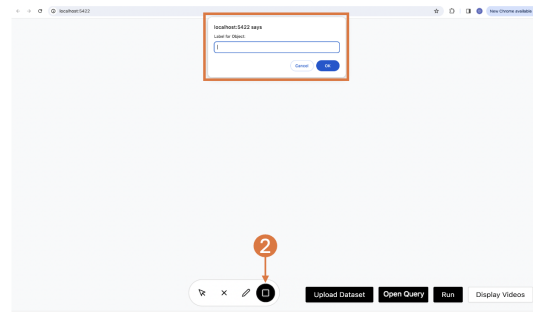 localhost:5422
New Chrome available
localhost:5422 says
Label for Object:
Cancel OK
2
Upload Dataset Open Query Run Display Videos